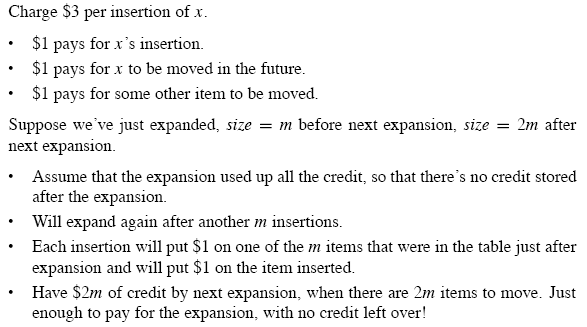 Charge $3 per insertion of x.
• $1 pays for x's insertion.
• $1 pays for x to be moved in the future.
• $1 pays for some other item to be moved.
Suppose we've just expanded, size = m before next expansion, size = 2m after
next expansion.
• Assume that the expansion used up all the credit, so that there's no credit stored
after the expansion.
• Will expand again after another m insertions.
• Each insertion will put $1 on one of the m items that were in the table just after
expansion and will put $1 on the item inserted.
• Have $2m of credit by next expansion, when there are 2m items to move. Just
enough to pay for the expansion, with no credit left over!